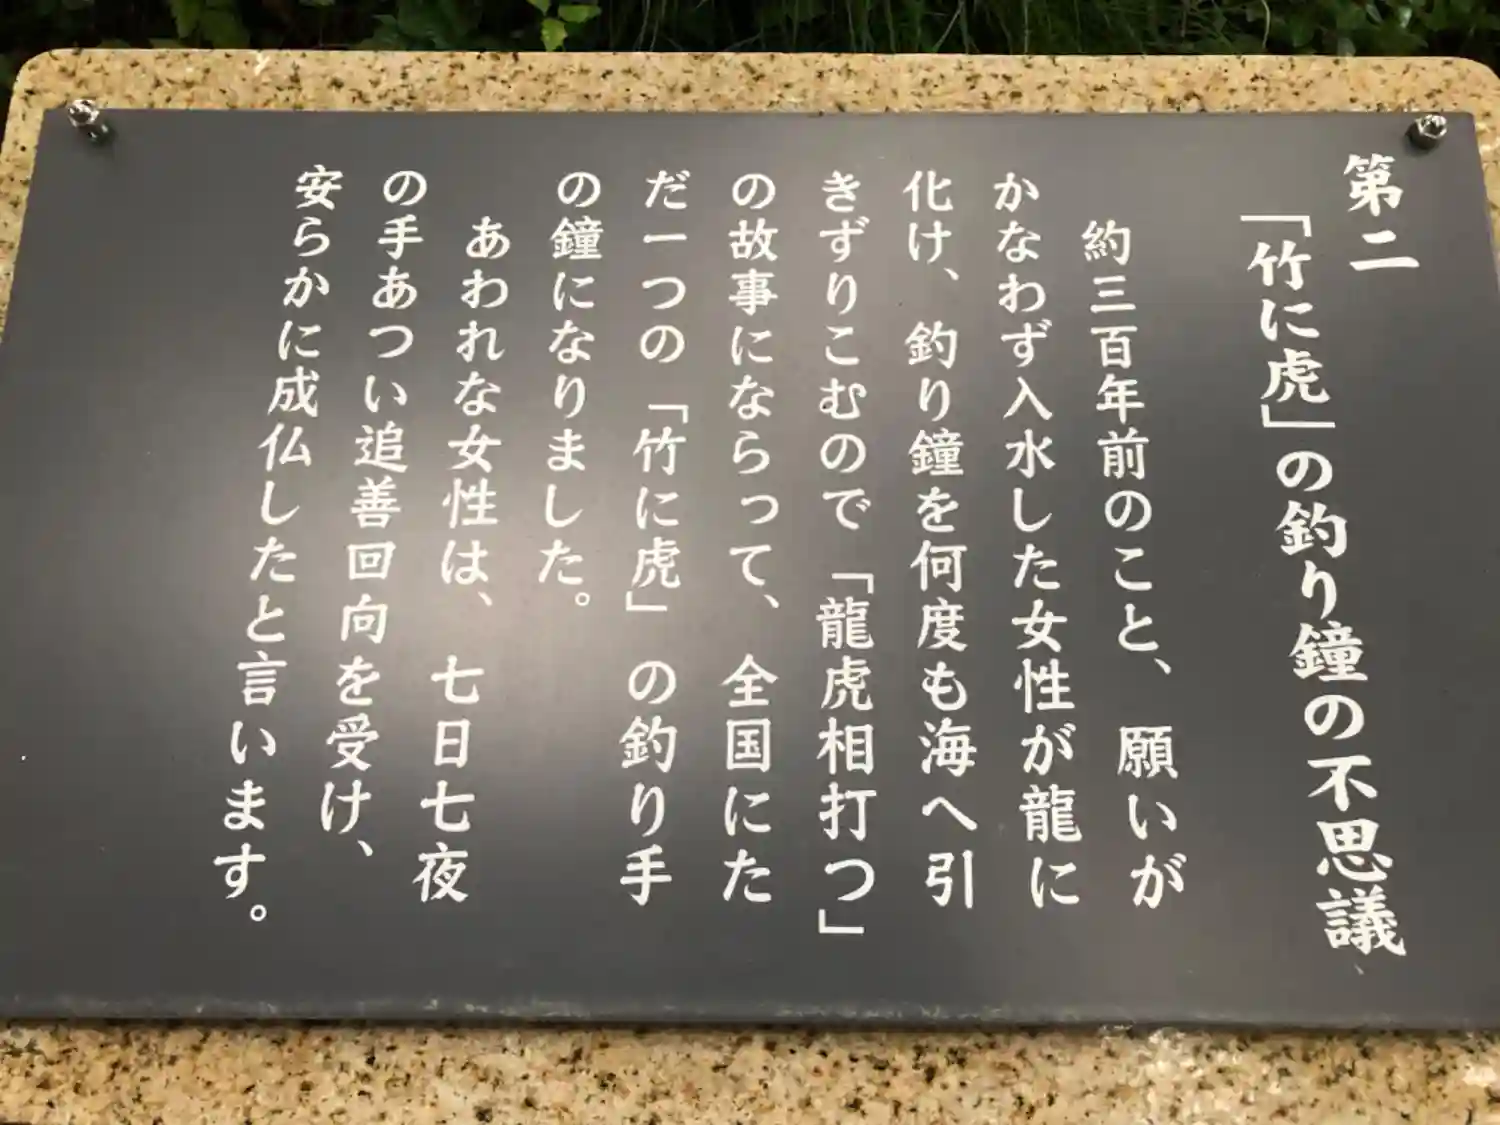 第二
「竹に虎」の釣り鐘の不思議
約三百年前のこと、願いが
かなわず入水した女性が龍に
化け、釣り鐘を何度も海へ引
きずりこむので「龍虎相打つ」
の故事にならって、全国にた
だ一つの「竹に虎」の釣り手
の鐘になりました。
あわれな女性は、七日七夜
の手あつい追善回向を受け、
安らかに成仏したと言います。